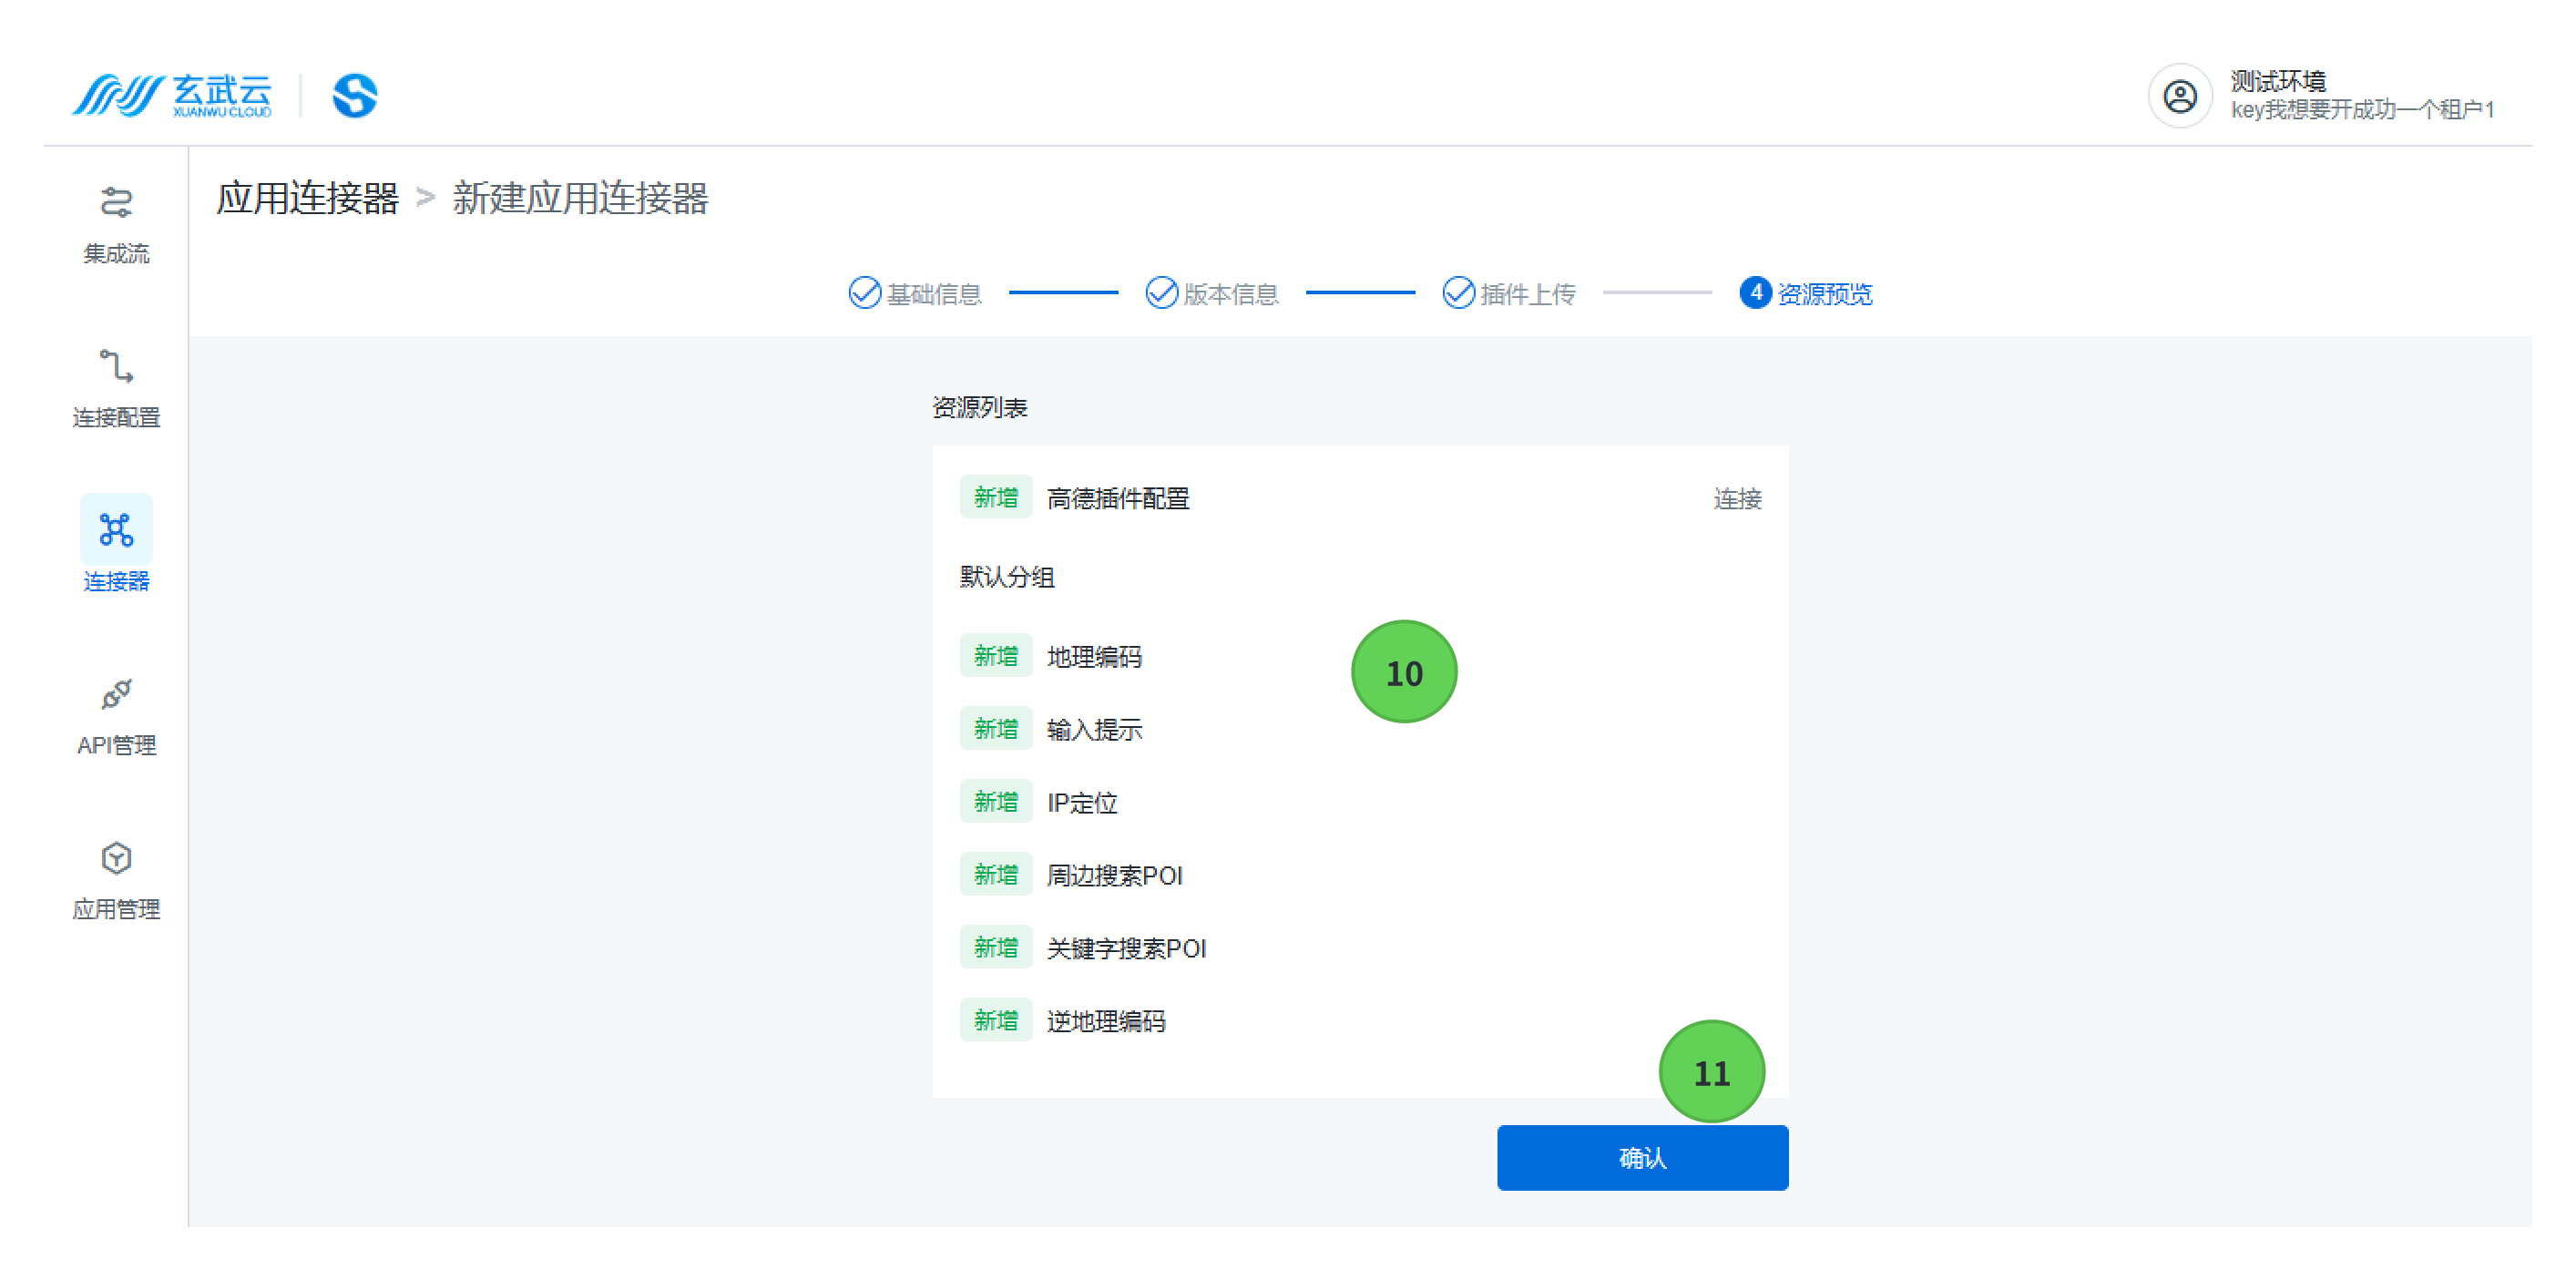 玄武云
XUANWU CLOUD
测试环境
key我想要开成功一个租户1
应用连接器 > 新建应用连接器
集成流
连接配置
连接器
API管理
应用管理
基础信息 版本信息 插件上传 4 资源预览
资源列表
新增 高德插件配置 连接
默认分组
新增 地理编码
10
新增 输入提示
新增 IP定位
新增 周边搜索POI
新增 关键字搜索POI
新增 逆地理编码
11
确认